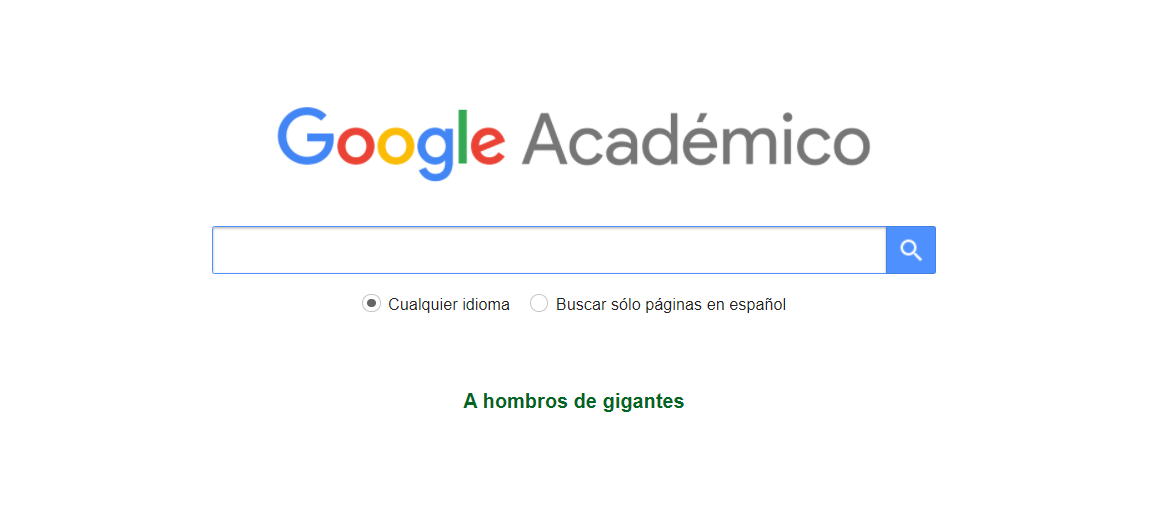 Google Académico
Cualquier idioma Buscar sólo páginas en español
A hombros de gigantes